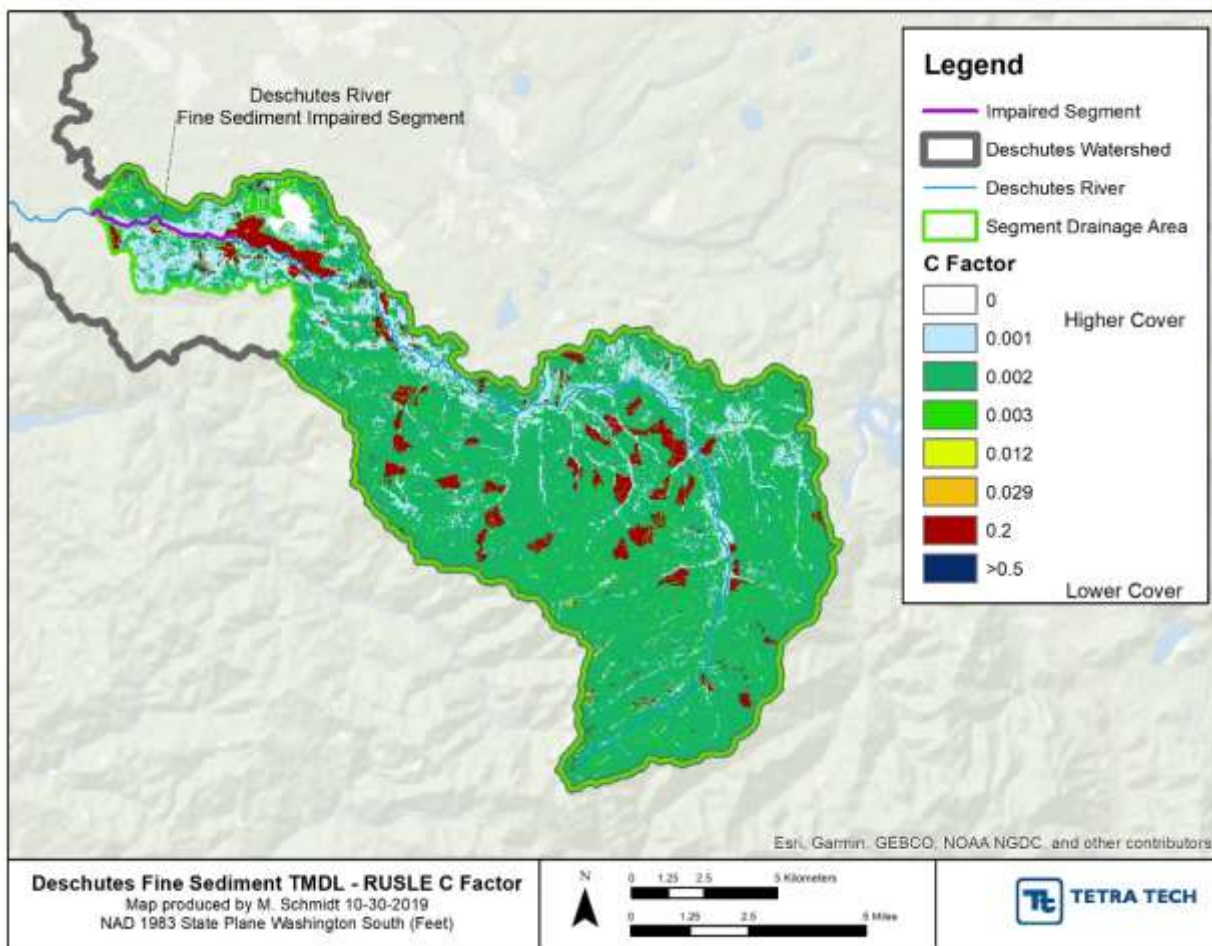 Deschutes River
Fine Sediment Impaired Segment
Legend
Impaired Segment
Deschutes Watershed
Deschutes River
Segment Drainage Area
C Factor
0
Higher Cover
0.001
0.002
0.003
0.012
0.029
0.2
>0.5
Lower Cover
Esri, Garmin, GEBCO, NOAA NGDC, and other contributors
Deschutes Fine Sediment TMDL - RUSLE C Factor
Map produced by M. Schmidt 10-30-2019
NAD 1983 State Plane Washington South (Feet)
N
0 1.25 2.5 5 Kilometers
0 1.25 2.5 5 Miles
Tt TETRA TECH